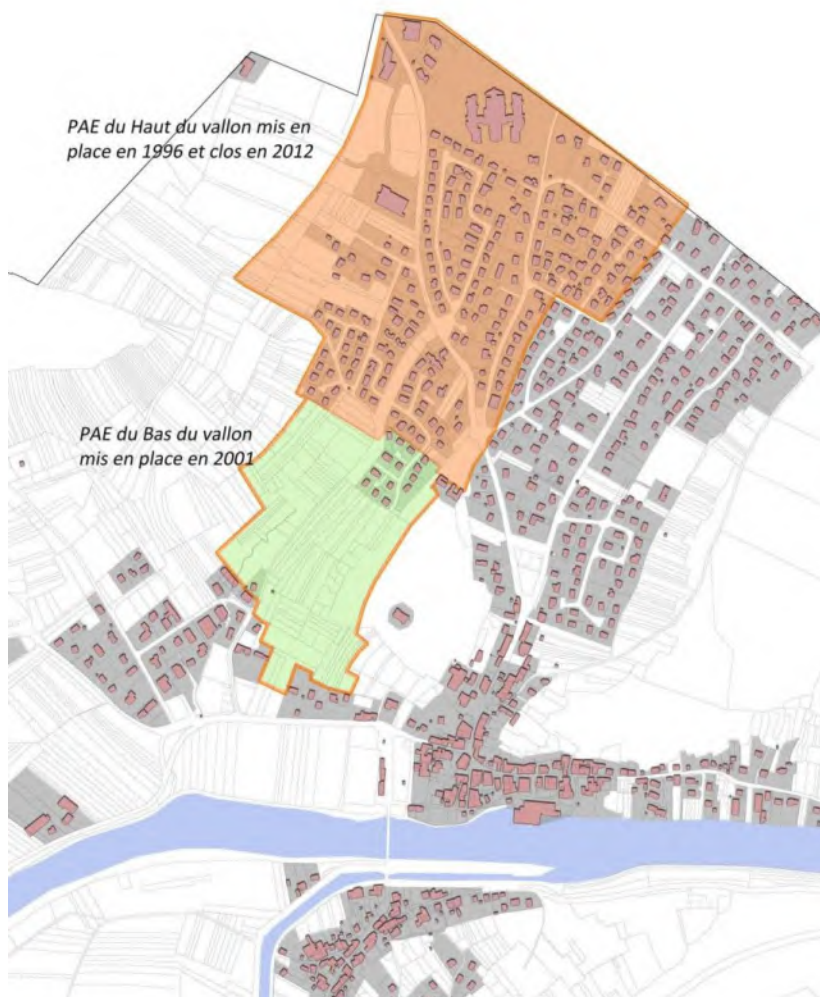 PAE du Haut du vallon mis en
place en 1996 et clos en 2012
PAE du Bas du vallon
mis en place en 2001